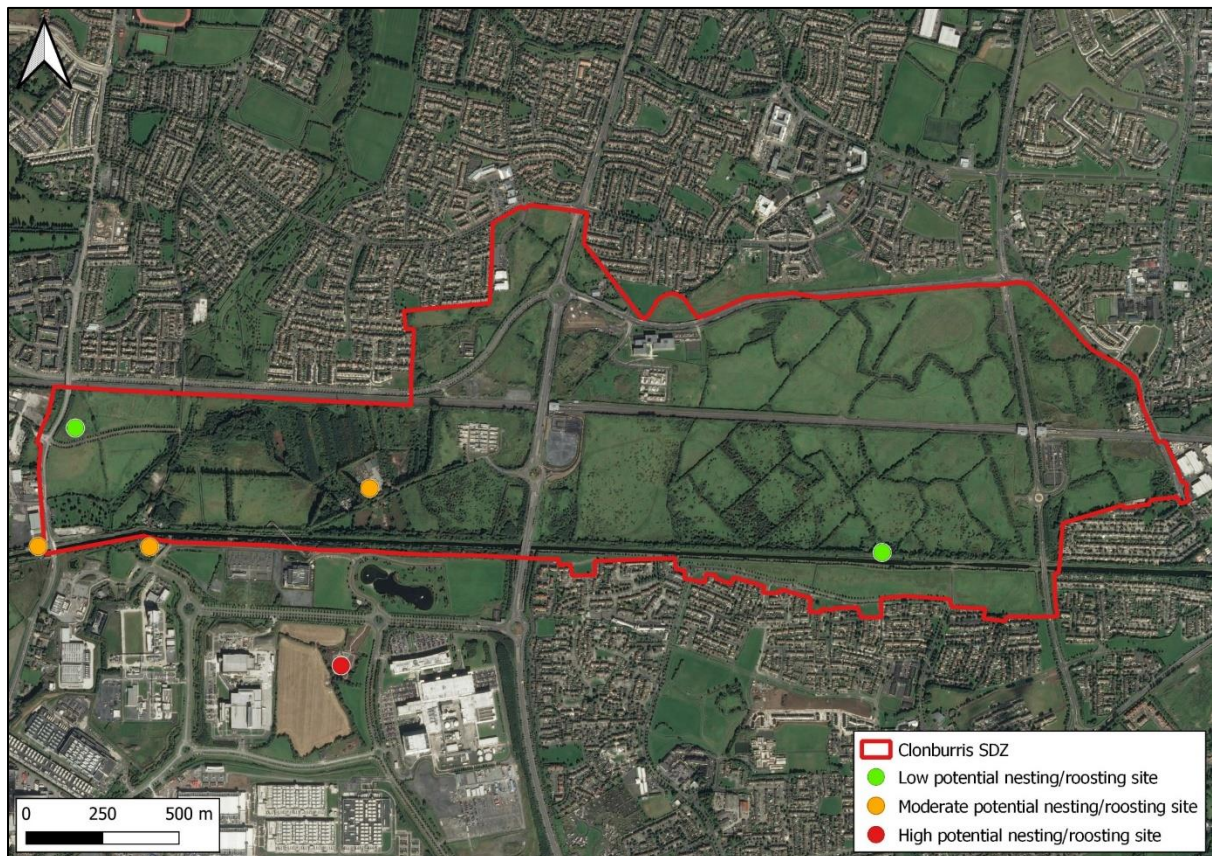 Clonburris SDZ
Low potential nesting/roosting site
Moderate potential nesting/roosting site
High potential nesting/roosting site
0 250 500 m